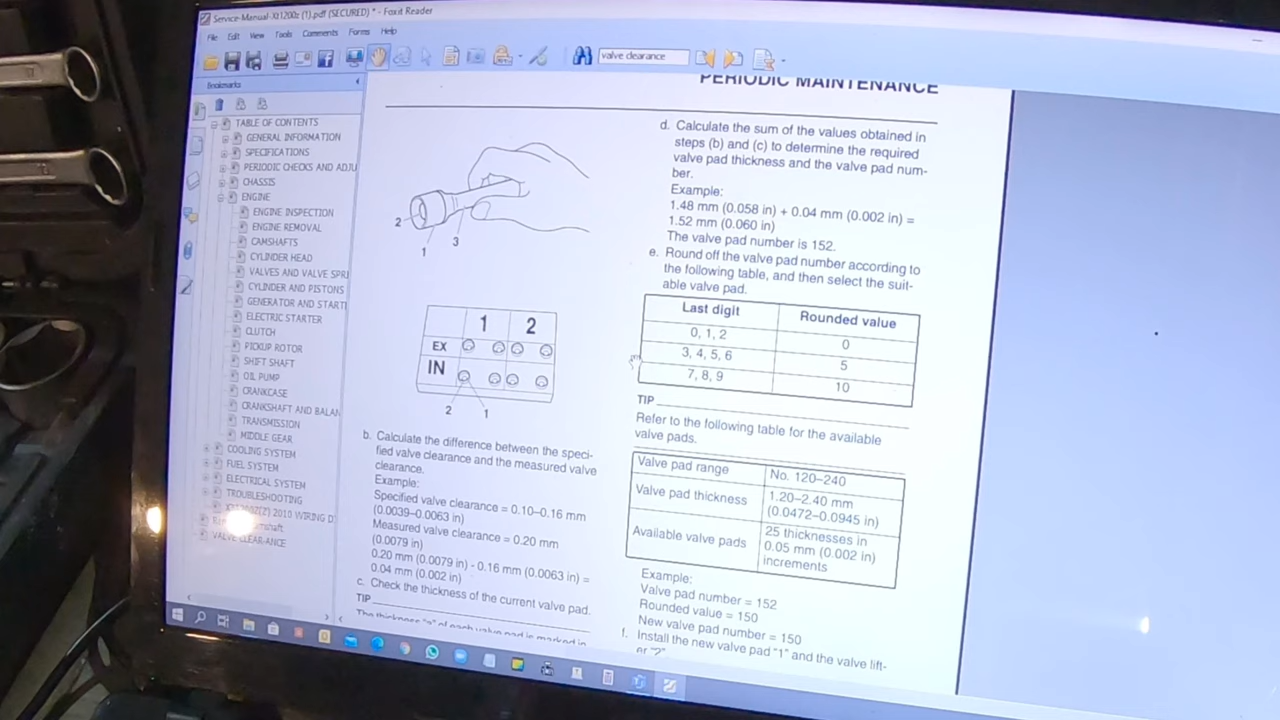 Service-Manual-Xt1200z (1).pdf (SECURED) * - Foxit Reader
File Edit View Tools Comments Forms Help
valve clearance
Bookmarks
TABLE OF CONTENTS
GENERAL INFORMATION
SPECIFICATIONS
PERIODIC CHECKS AND ADJU
CHASSIS
ENGINE
ENGINE INSPECTION
ENGINE REMOVAL
CAMSHAFTS
CYLINDER HEAD
VALVES AND VALVE SPRI
CYLINDER AND PISTONS
GENERATOR AND STARTI
ELECTRIC STARTER
CLUTCH
PICKUP ROTOR
SHIFT SHAFT
OIL PUMP
CRANKCASE
CRANKSHAFT AND BALAN
TRANSMISSION
MIDDLE GEAR
COOLING SYSTEM
FUEL SYSTEM
ELECTRICAL SYSTEM
TROUBLESHOOTING
2010 WIRING D
VALVE CLEAR-ANCE
PERIODIC MAINTENANCE
2
1
3
1 2
EX
IN
2 1
b. Calculate the difference between the speci-
fied valve clearance and the measured valve
clearance.
Example:
Specified valve clearance = 0.10–0.16 mm
(0.0039–0.0063 in)
Measured valve clearance = 0.20 mm
(0.0079 in)
0.20 mm (0.0079 in) - 0.16 mm (0.0063 in) =
0.04 mm (0.002 in)
c. Check the thickness of the current valve pad.
TIP
The thickness "a" of each valve pad is marked in
d. Calculate the sum of the values obtained in
steps (b) and (c) to determine the required
valve pad thickness and the valve pad num-
ber.
Example:
1.48 mm (0.058 in) + 0.04 mm (0.002 in) =
1.52 mm (0.060 in)
The valve pad number is 152.
e. Round off the valve pad number according to
the following table, and then select the suit-
able valve pad.
Last digit Rounded value
0, 1, 2 0
3, 4, 5, 6 5
7, 8, 9 10
TIP
Refer to the following table for the available
valve pads.
Valve pad range No. 120–240
Valve pad thickness 1.20–2.40 mm
(0.0472–0.0945 in)
Available valve pads 25 thicknesses in
0.05 mm (0.002 in)
increments
Example:
Valve pad number = 152
Rounded value = 150
New valve pad number = 150
f. Install the new valve pad "1" and the valve lift-
er "2"